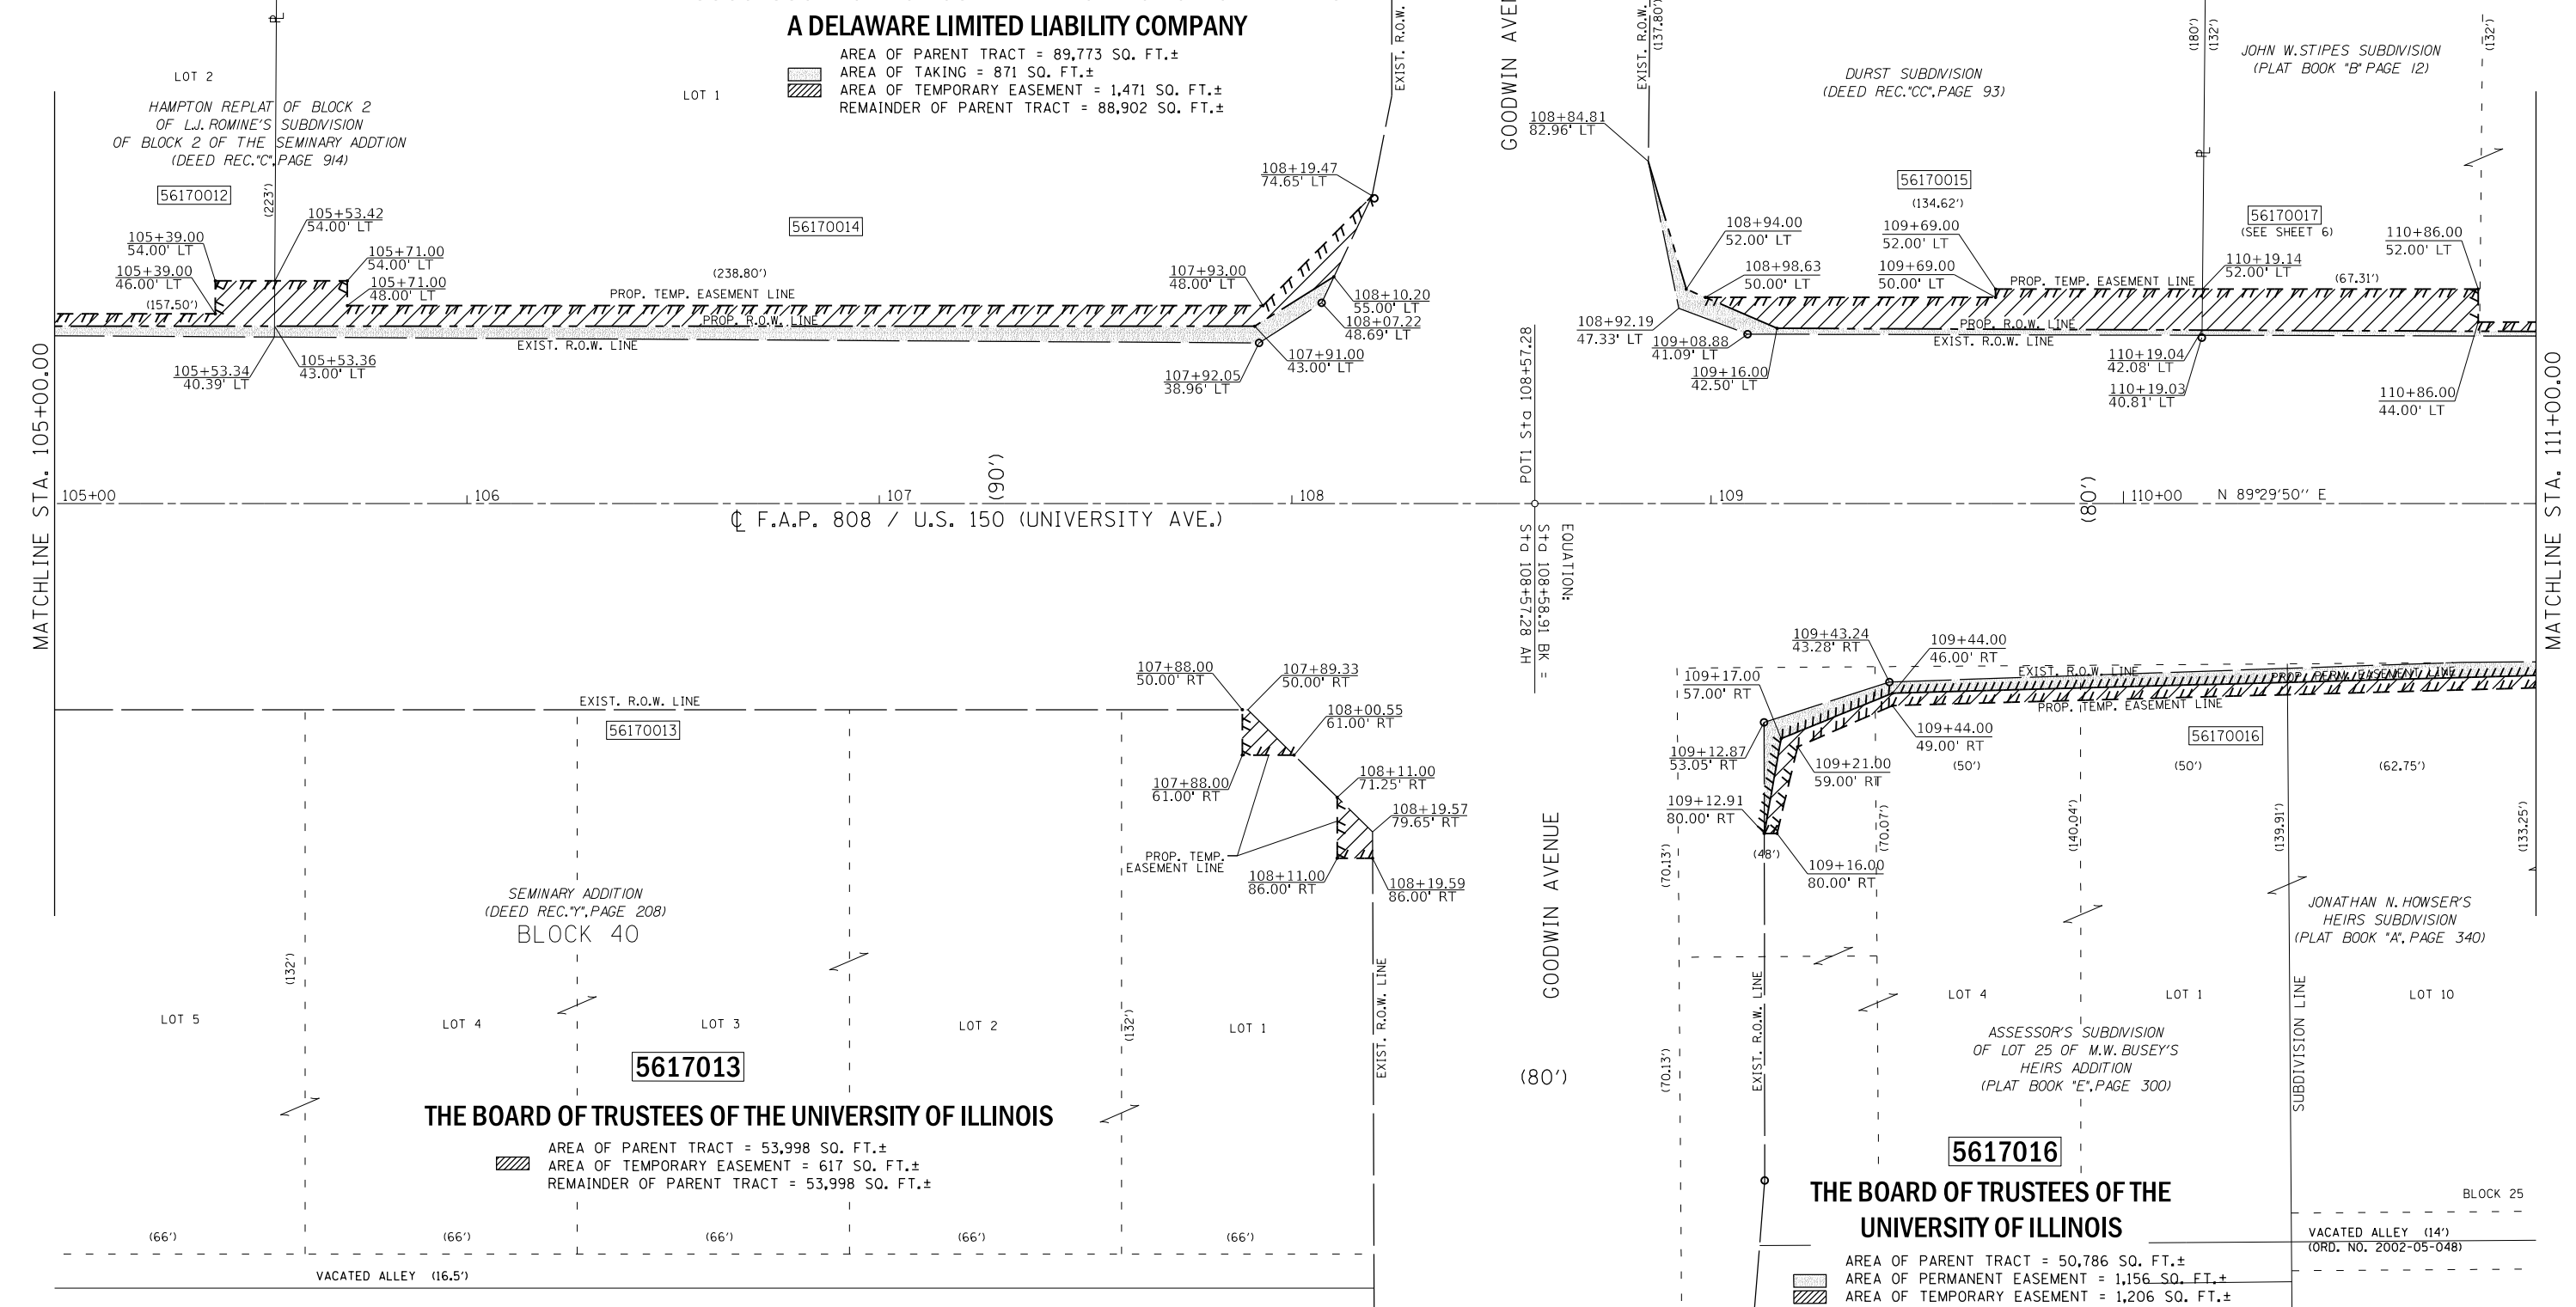 A DELAWARE LIMITED LIABILITY COMPANY
AREA OF PARENT TRACT = 89,773 SQ. FT.±
AREA OF TAKING = 871 SQ. FT.±
AREA OF TEMPORARY EASEMENT = 1,471 SQ. FT.±
REMAINDER OF PARENT TRACT = 88,902 SQ. FT.±
LOT 2
LOT 1
HAMPTON REPLAT OF BLOCK 2
OF L.J. ROMINE'S SUBDIVISION
OF BLOCK 2 OF THE SEMINARY ADDTION
(DEED REC."C", PAGE 914)
56170012
(223')
105+53.42
54.00' LT
105+39.00
54.00' LT
105+39.00
46.00' LT
(157.50')
105+71.00
54.00' LT
105+71.00
48.00' LT
56170014
(238.80')
PROP. TEMP. EASEMENT LINE
PROP. R.O.W. LINE
EXIST. R.O.W. LINE
105+53.34
40.39' LT
105+53.36
43.00' LT
107+93.00
48.00' LT
108+19.47
74.65' LT
108+10.20
55.00' LT
108+07.22
48.69' LT
107+91.00
43.00' LT
107+92.05
38.96' LT
EXIST. R.O.W.
GOODWIN AVE
EXIST. R.O.W.
(137.80')
108+84.81
82.96' LT
DURST SUBDIVISION
(DEED REC."CC", PAGE 93)
56170015
(134.62')
108+94.00
52.00' LT
108+98.63
50.00' LT
109+69.00
52.00' LT
109+69.00
50.00' LT
108+92.19
47.33' LT
109+08.88
41.09' LT
109+16.00
42.50' LT
(180')
(132')
JOHN W. STIPES SUBDIVISION
(PLAT BOOK "B" PAGE 12)
(132')
56170017
(SEE SHEET 6)
110+86.00
52.00' LT
110+19.14
52.00' LT
(67.31')
PROP. TEMP. EASEMENT LINE
PROP. R.O.W. LINE
EXIST. R.O.W. LINE
110+19.04
42.08' LT
110+19.03
40.81' LT
110+86.00
44.00' LT
MATCHLINE STA. 105+00.00
MATCHLINE STA. 111+00.00
105+00
106
107
108
109
110+00
N 89°29'50'' E
(90')
(80')
℄ F.A.P. 808 / U.S. 150 (UNIVERSITY AVE.)
POT1 Sta 108+57.28
EQUATION:
Sta 108+58.91 BK =
Sta 108+57.28 AH
EXIST. R.O.W. LINE
56170013
107+88.00
50.00' RT
107+89.33
50.00' RT
108+00.55
61.00' RT
107+88.00
61.00' RT
108+11.00
71.25' RT
108+19.57
79.65' RT
PROP. TEMP.
EASEMENT LINE
108+11.00
86.00' RT
108+19.59
86.00' RT
109+43.24
43.28' RT
109+44.00
46.00' RT
109+17.00
57.00' RT
109+12.87
53.05' RT
109+44.00
49.00' RT
109+21.00
59.00' RT
109+12.91
80.00' RT
109+16.00
80.00' RT
(48')
EXIST. R.O.W. LINE
PROP. PERM. EASEMENT LINE
PROP. TEMP. EASEMENT LINE
56170016
(50')
(50')
(62.75')
(70.13')
(70.07')
(140.04')
(139.91')
(133.25')
SEMINARY ADDITION
(DEED REC."Y", PAGE 208)
BLOCK 40
(132')
(132')
LOT 5
LOT 4
LOT 3
LOT 2
LOT 1
EXIST. R.O.W. LINE
GOODWIN AVENUE
(80')
(70.13')
EXIST. R.O.W. LINE
JONATHAN N. HOWSER'S
HEIRS SUBDIVISION
(PLAT BOOK "A", PAGE 340)
LOT 4
LOT 1
LOT 10
SUBDIVISION LINE
ASSESSOR'S SUBDIVISION
OF LOT 25 OF M.W. BUSEY'S
HEIRS ADDITION
(PLAT BOOK "E", PAGE 300)
5617013
THE BOARD OF TRUSTEES OF THE UNIVERSITY OF ILLINOIS
AREA OF PARENT TRACT = 53,998 SQ. FT.±
AREA OF TEMPORARY EASEMENT = 617 SQ. FT.±
REMAINDER OF PARENT TRACT = 53,998 SQ. FT.±
(66')
(66')
(66')
(66')
(66')
VACATED ALLEY (16.5')
5617016
THE BOARD OF TRUSTEES OF THE
UNIVERSITY OF ILLINOIS
AREA OF PARENT TRACT = 50,786 SQ. FT.±
AREA OF PERMANENT EASEMENT = 1,156 SQ. FT.±
AREA OF TEMPORARY EASEMENT = 1,206 SQ. FT.±
BLOCK 25
VACATED ALLEY (14')
(ORD. NO. 2002-05-048)